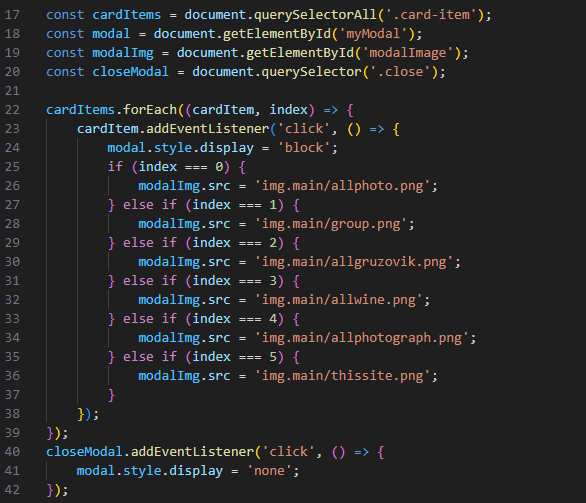 17 const cardItems = document.querySelectorAll('.card-item');
18 const modal = document.getElementById('myModal');
19 const modalImg = document.getElementById('modalImage');
20 const closeModal = document.querySelector('.close');
21
22 cardItems.forEach((cardItem, index) => {
23     cardItem.addEventListener('click', () => {
24         modal.style.display = 'block';
25         if (index === 0) {
26             modalImg.src = 'img.main/allphoto.png';
27         } else if (index === 1) {
28             modalImg.src = 'img.main/group.png';
29         } else if (index === 2) {
30             modalImg.src = 'img.main/allgruzovik.png';
31         } else if (index === 3) {
32             modalImg.src = 'img.main/allwine.png';
33         } else if (index === 4) {
34             modalImg.src = 'img.main/allphotograph.png';
35         } else if (index === 5) {
36             modalImg.src = 'img.main/thissite.png';
37         }
38     });
39 });
40 closeModal.addEventListener('click', () => {
41     modal.style.display = 'none';
42 });